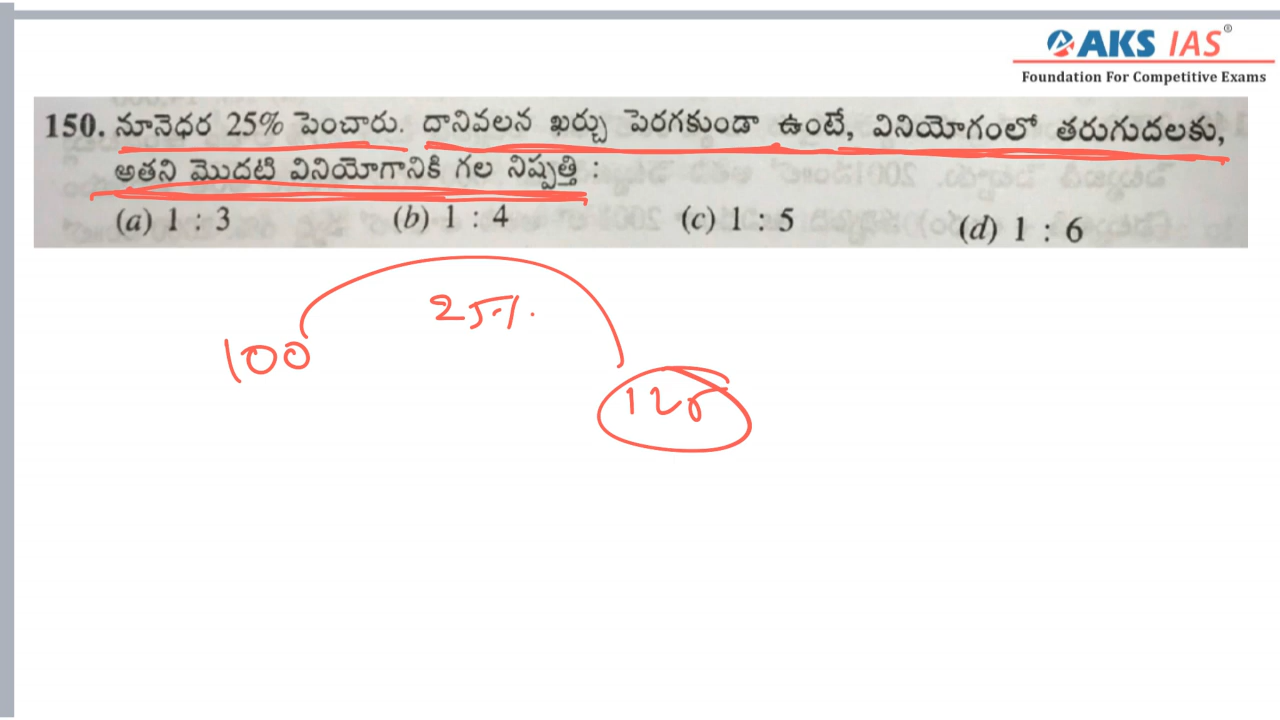 AKS IAS®
Foundation For Competitive Exams
150. నూనెధర 25% పెంచారు. దానివలన ఖర్చు పెరగకుండా ఉంటే, వినియోగంలో తరుగుదలకు,
అతని మొదటి వినియోగానికి గల నిష్పత్తి :
(a) 1 : 3 (b) 1 : 4 (c) 1 : 5 (d) 1 : 6
25%.
100
125